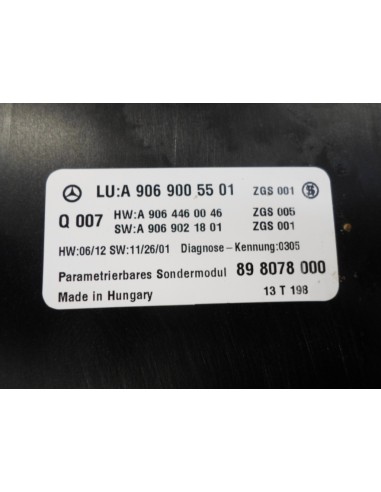 LU:A 906 900 55 01 ZGS 001
Q 007 HW:A 906 446 00 46 ZGS 005
SW:A 906 902 18 01 ZGS 001
HW:06/12 SW:11/26/01 Diagnose - Kennung:0305
Parametrierbares Sondermodul 89 8078 000
Made in Hungary 13 T 198